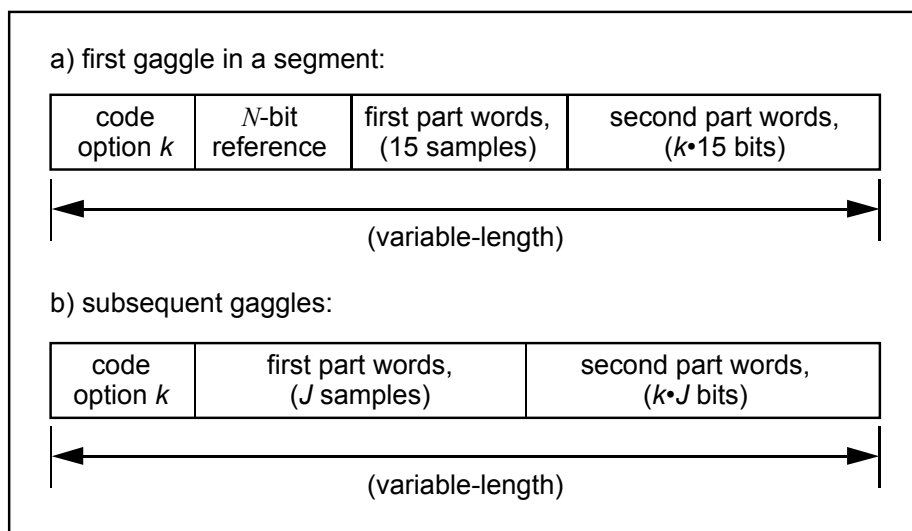 a) first gaggle in a segment:
code option k
N-bit reference
first part words, (15 samples)
second part words, (k•15 bits)
(variable-length)
b) subsequent gaggles:
code option k
first part words, (J samples)
second part words, (k•J bits)
(variable-length)